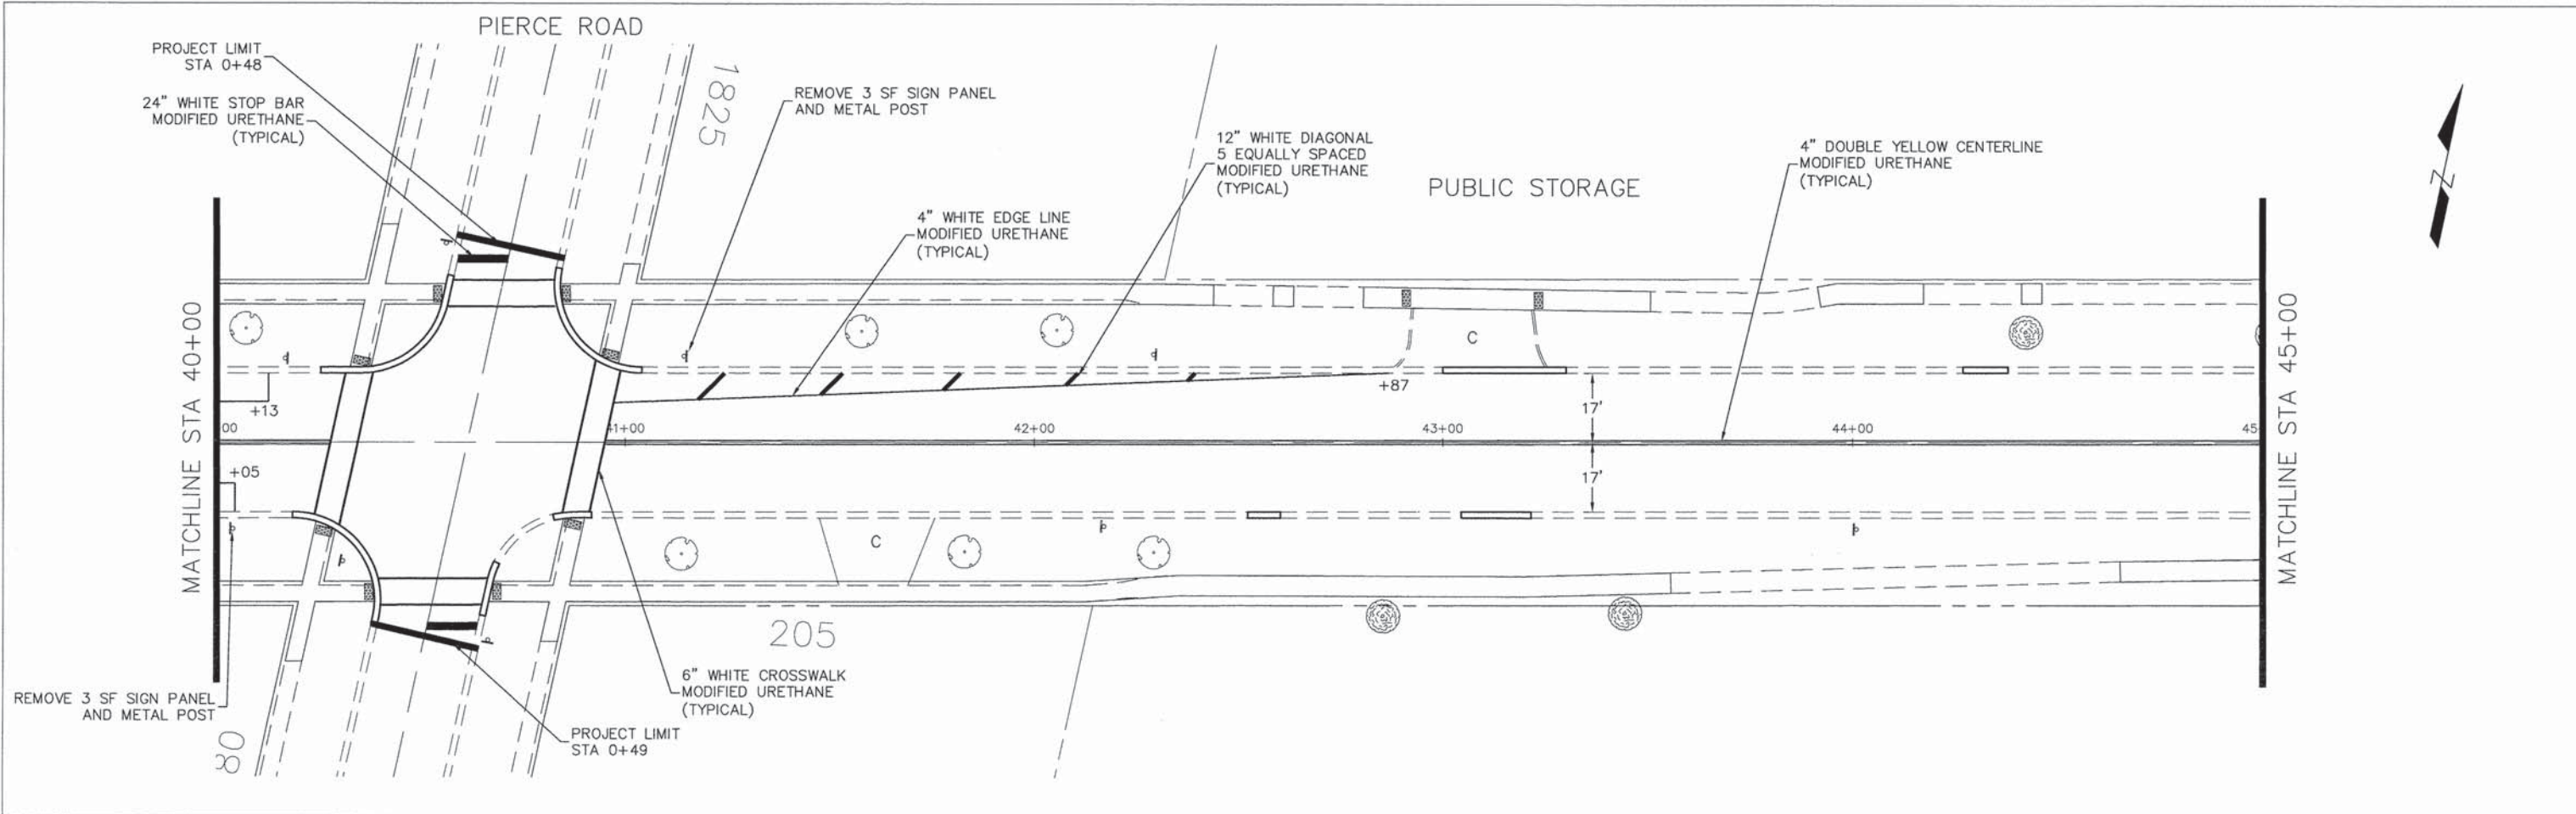 PIERCE ROAD
PROJECT LIMIT
STA 0+48
24" WHITE STOP BAR
MODIFIED URETHANE
(TYPICAL)
1825
REMOVE 3 SF SIGN PANEL
AND METAL POST
12" WHITE DIAGONAL
5 EQUALLY SPACED
MODIFIED URETHANE
(TYPICAL)
4" WHITE EDGE LINE
MODIFIED URETHANE
(TYPICAL)
PUBLIC STORAGE
4" DOUBLE YELLOW CENTERLINE
MODIFIED URETHANE
(TYPICAL)
N
MATCHLINE STA 40+00
+13
00
+05
41+00
42+00
43+00
44+00
45
+87
C
17'
17'
C
MATCHLINE STA 45+00
205
6" WHITE CROSSWALK
MODIFIED URETHANE
(TYPICAL)
REMOVE 3 SF SIGN PANEL
AND METAL POST
PROJECT LIMIT
STA 0+49